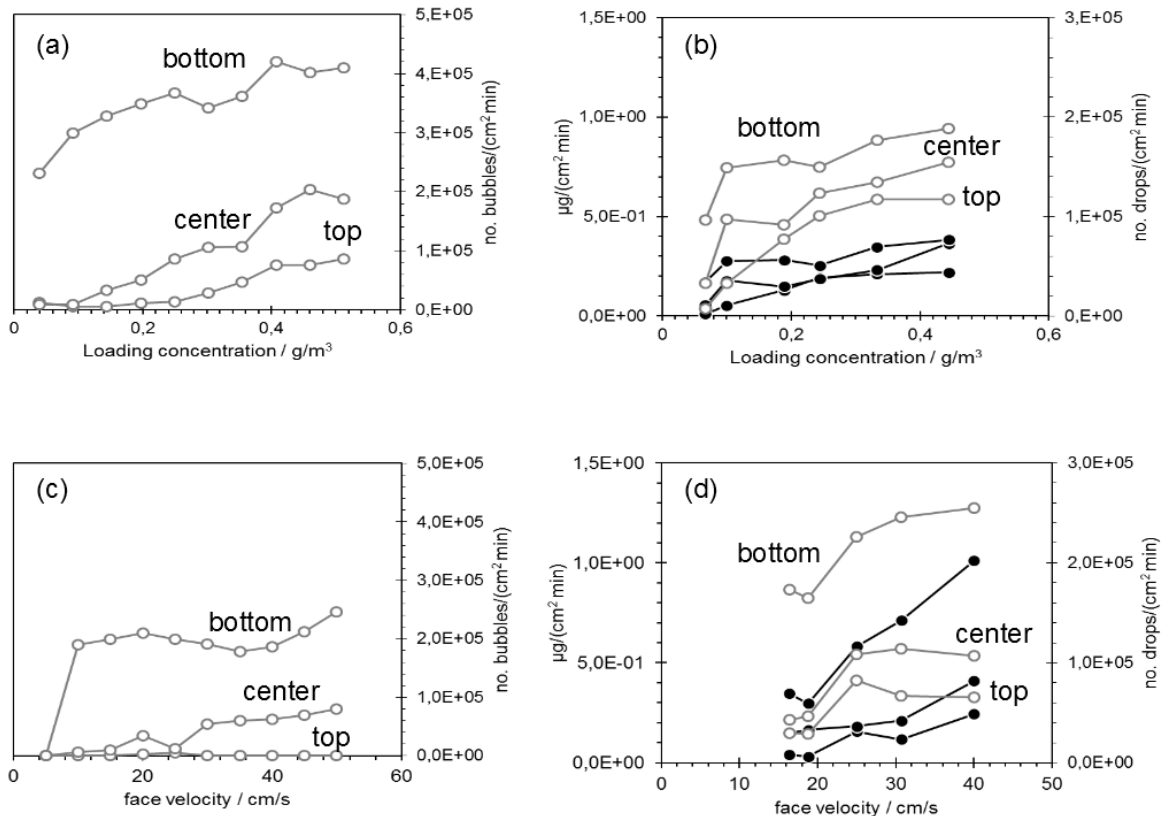 (a)
bottom
center
top
5,E+05
4,E+05
3,E+05
2,E+05
1,E+05
0,E+00
no. bubbles/(cm² min)
0
0,2
0,4
0,6
Loading concentration / g/m³
(b)
1,5E+00
1,0E+00
5,0E-01
0,0E+00
µg/(cm² min)
bottom
center
top
3,E+05
2,E+05
1,E+05
0,E+00
no. drops/(cm² min)
0
0,2
0,4
0,6
Loading concentration / g/m³
(c)
bottom
center
top
5,0E+05
4,0E+05
3,0E+05
2,0E+05
1,0E+05
0,0E+00
no. bubbles/(cm² min)
0
20
40
60
face velocity / cm/s
(d)
1,5E+00
1,0E+00
5,0E-01
0,0E+00
µg/(cm² min)
bottom
center
top
3,0E+05
2,0E+05
1,0E+05
0,0E+00
no. drops/(cm² min)
0
10
20
30
40
50
face velocity / cm/s